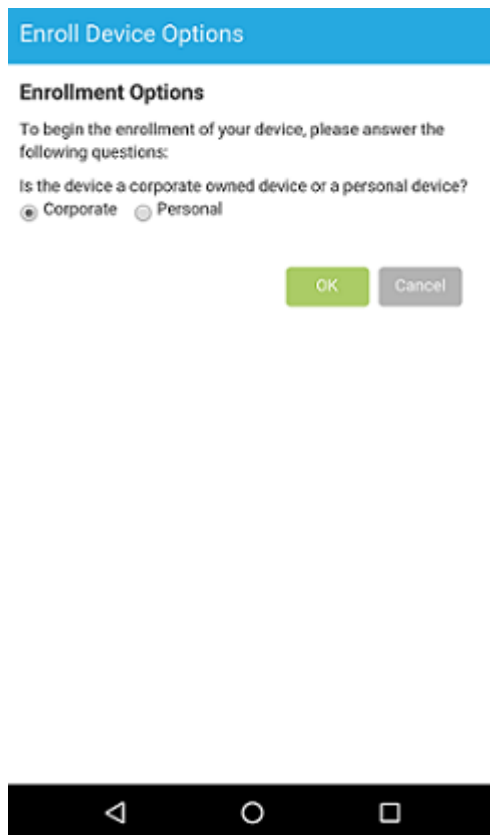 Enroll Device Options
Enrollment Options
To begin the enrollment of your device, please answer the
following questions:
Is the device a corporate owned device or a personal device?
Corporate Personal
OK Cancel